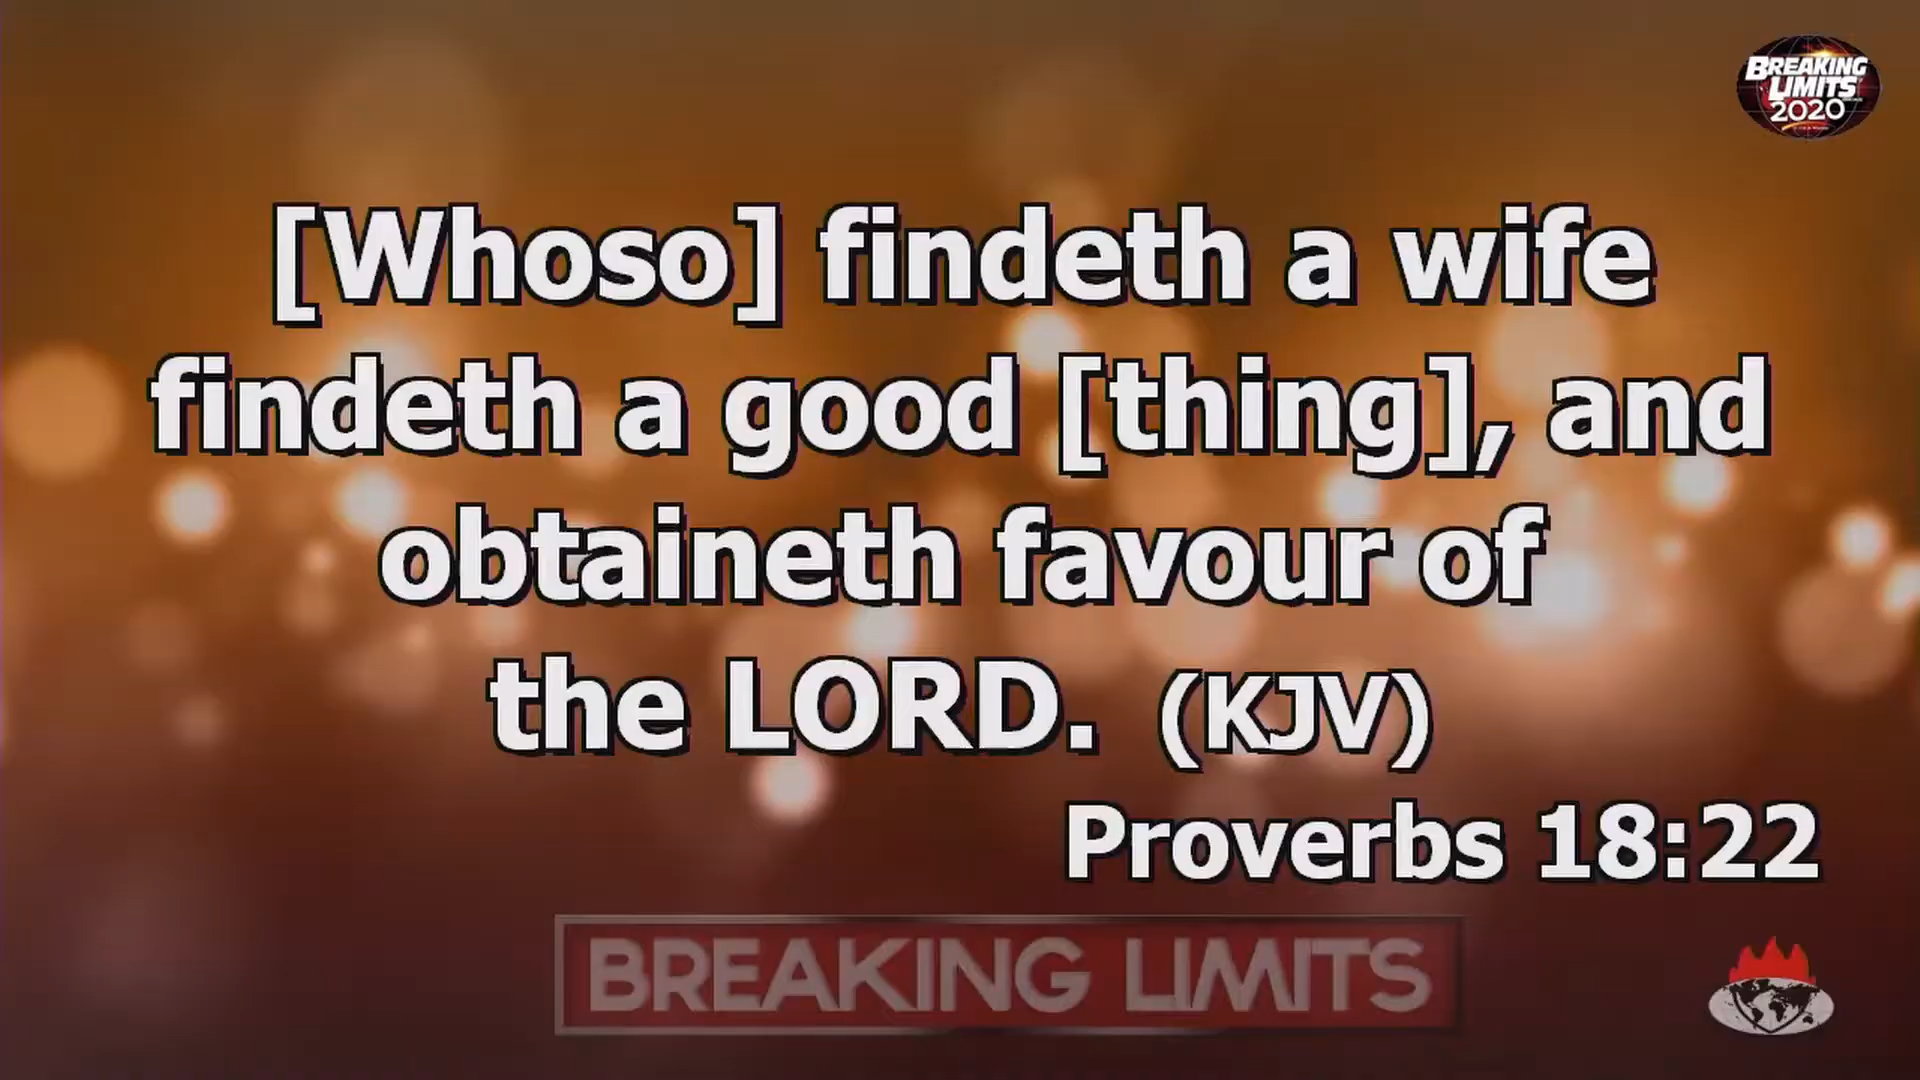 BREAKING
LIMITS
2020
[Whoso] findeth a wife
findeth a good [thing], and
obtaineth favour of
the LORD. (KJV)
Proverbs 18:22
BREAKING LIMITS